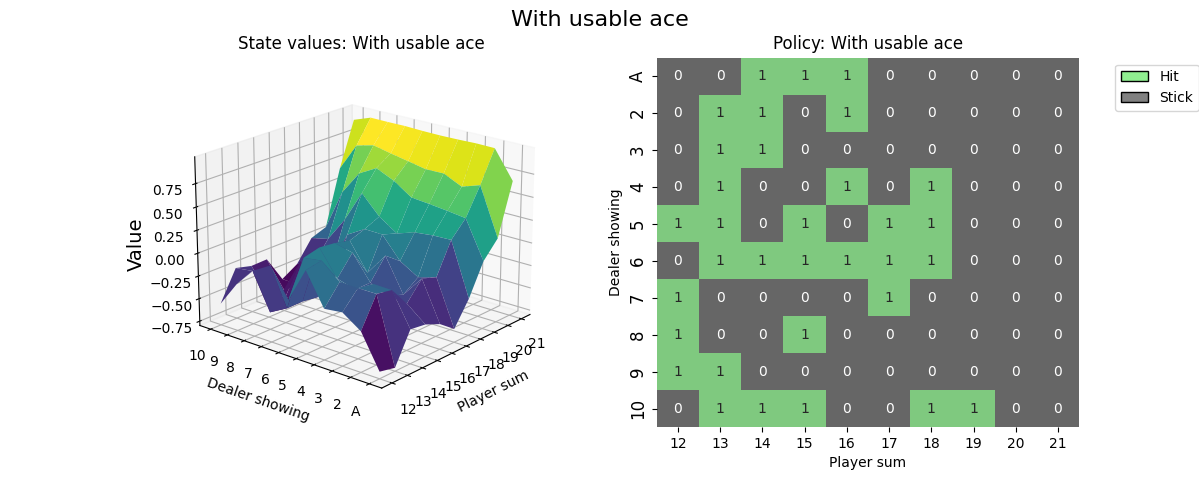 With usable ace
State values: With usable ace
Value
0.75
0.50
0.25
0.00
−0.25
−0.50
−0.75
10 9 8 7 6 5 4 3 2 A
Dealer showing
12 13 14 15 16 17 18 19 20 21
Player sum
Policy: With usable ace
Dealer showing
A 0 0 1 1 1 0 0 0 0 0
2 0 1 1 0 1 0 0 0 0 0
3 0 1 1 0 0 0 0 0 0 0
4 0 1 0 0 1 0 1 0 0 0
5 1 1 0 1 0 1 1 0 0 0
6 0 1 1 1 1 1 1 0 0 0
7 1 0 0 0 0 1 0 0 0 0
8 1 0 0 1 0 0 0 0 0 0
9 1 1 0 0 0 0 0 0 0 0
10 0 1 1 1 0 0 1 1 0 0
12 13 14 15 16 17 18 19 20 21
Player sum
Hit
Stick